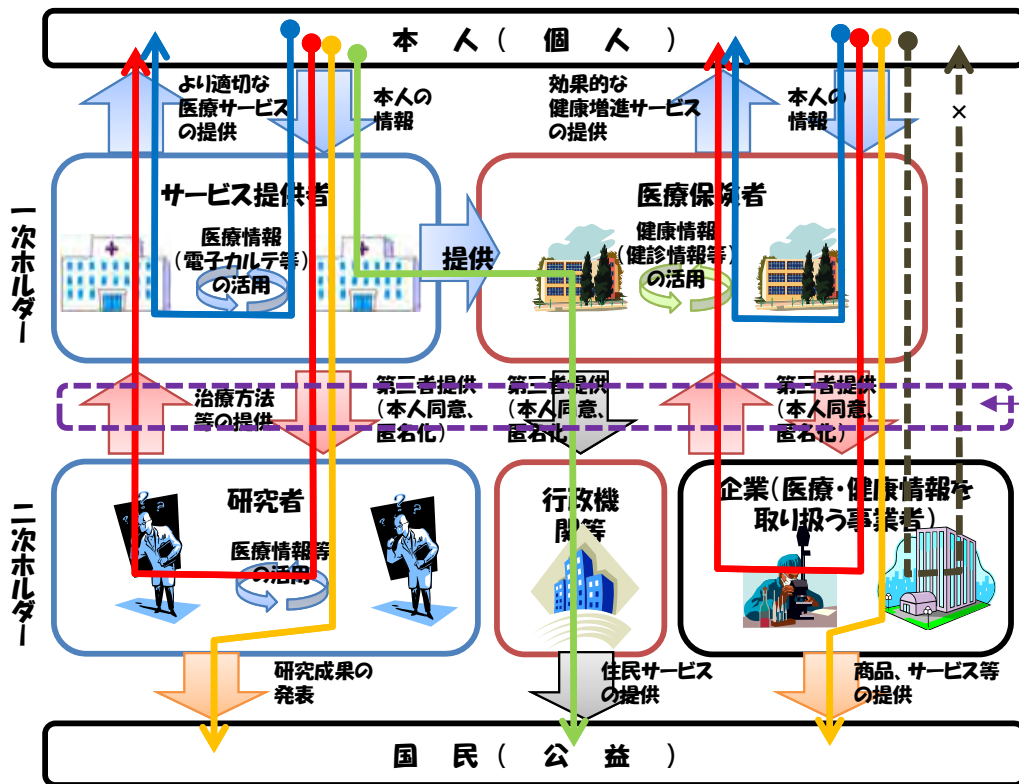 本 人（ 個 人 ）
より適切な
医療サービス
の提供
本人の
情報
効果的な
健康増進サービス
の提供
本人の
情報
×
一次ホルダー
サービス提供者
医療情報
（電子カルテ等）
の活用
提供
医療保険者
健康情報
（健診情報等）
の活用
治療方法
等の提供
第三者提供
（本人同意、
匿名化）
第三者提供
（本人同意、
匿名化）
第三者提供
（本人同意、
匿名化）
二次ホルダー
研究者
医療情報等
の活用
行政機
関等
企業（医療・健康情報を
取り扱う事業者）
研究成果の
発表
住民サービス
の提供
商品、サービス等
の提供
国 民（ 公 益 ）